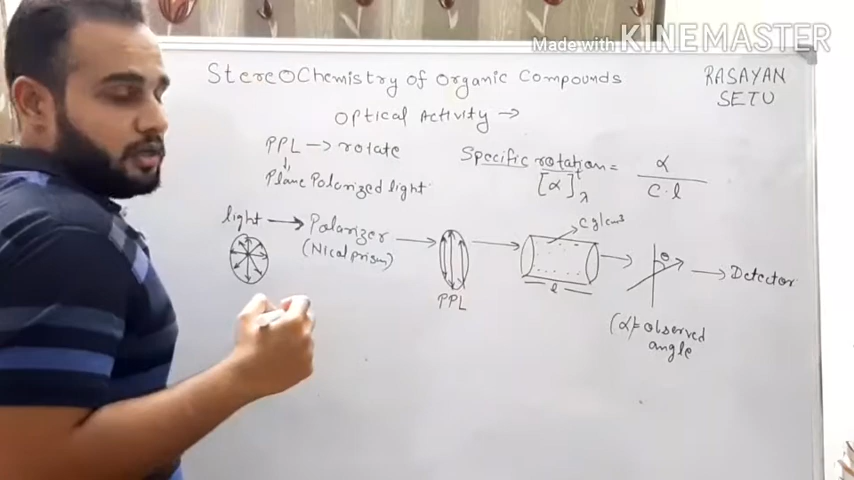 Made with KINEMASTER
StereoChemistry of Organic Compounds
RASAYAN
SETU
Optical Activity →
PPL → rotate
Plane Polarized light
Specific rotation = α / c.l
[α]λ
light → Polarizer
(Nicol prism)
PPL
c g/cm³
l
θ
→ Detector
(α) = observed
angle